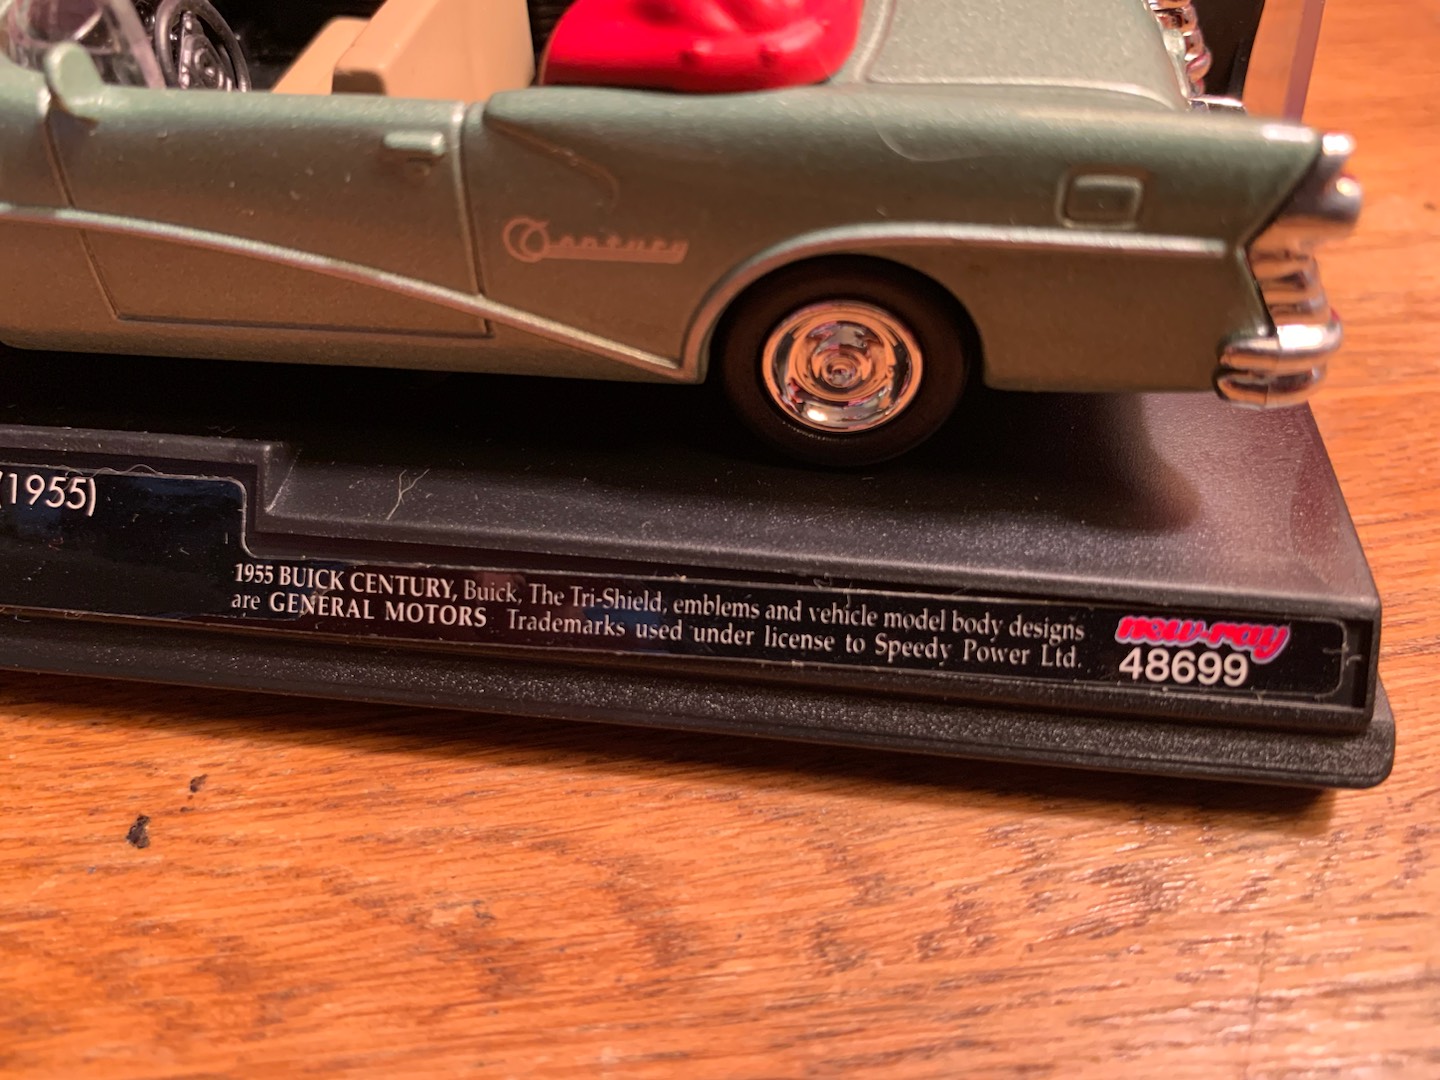 Century
(1955)
1955 BUICK CENTURY, Buick, The Tri-Shield, emblems and vehicle model body designs
are GENERAL MOTORS Trademarks used under license to Speedy Power Ltd.
new-ray
48699